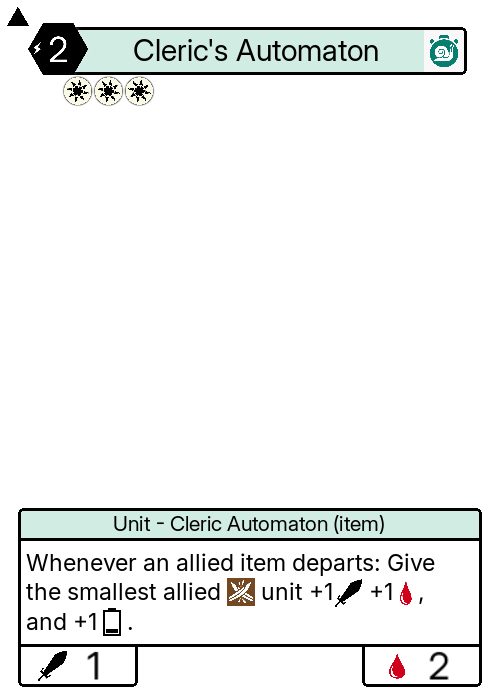 2 Cleric's Automaton
Unit - Cleric Automaton (item)
Whenever an allied item departs: Give
the smallest allied unit +1 +1 ,
and +1 .
1 2